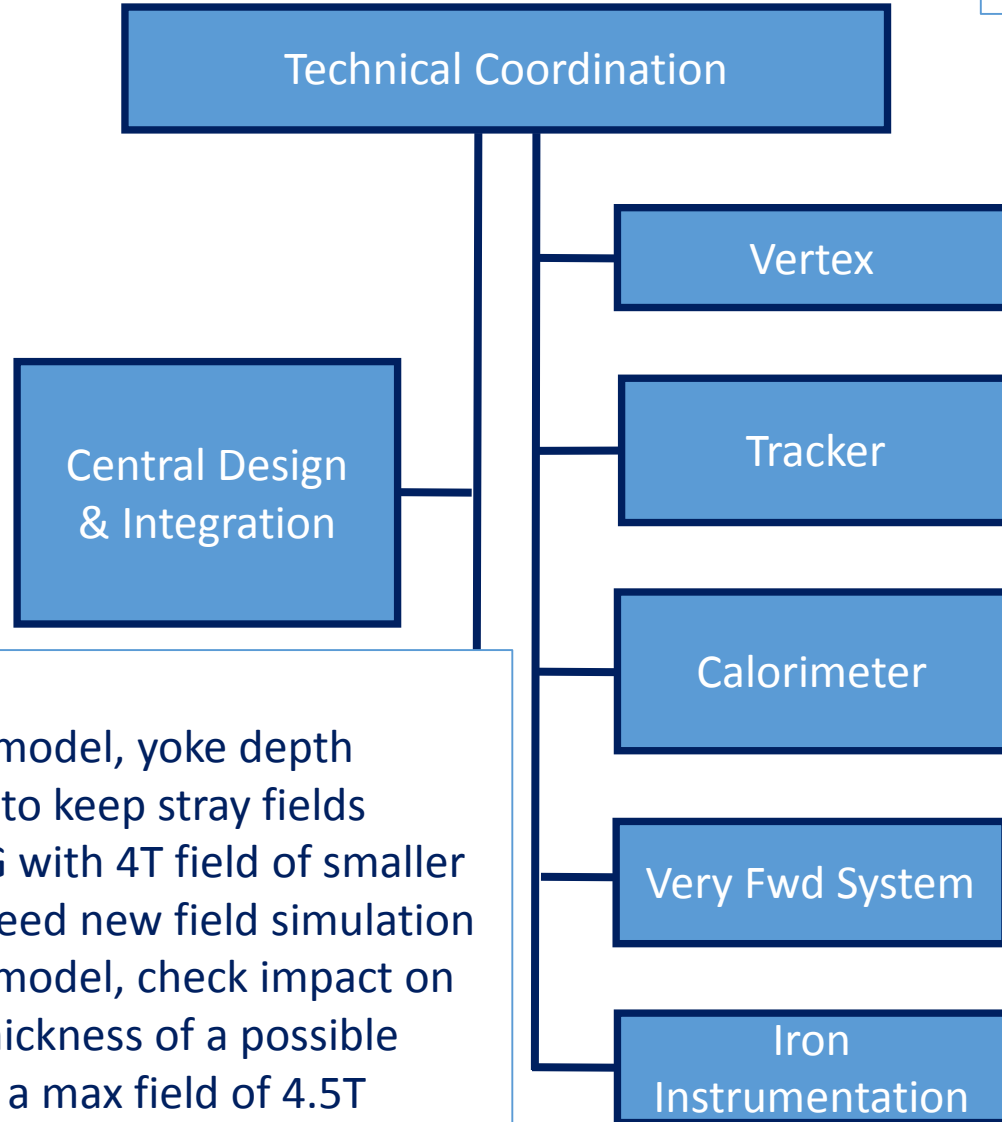 Technical Coordination
Vertex
Tracker
Central Design
& Integration
Calorimeter
Very Fwd System
Iron
Instrumentation
model, yoke depth
to keep stray fields
with 4T field of smaller
need new field simulation
model, check impact on
thickness of a possible
a max field of 4.5T